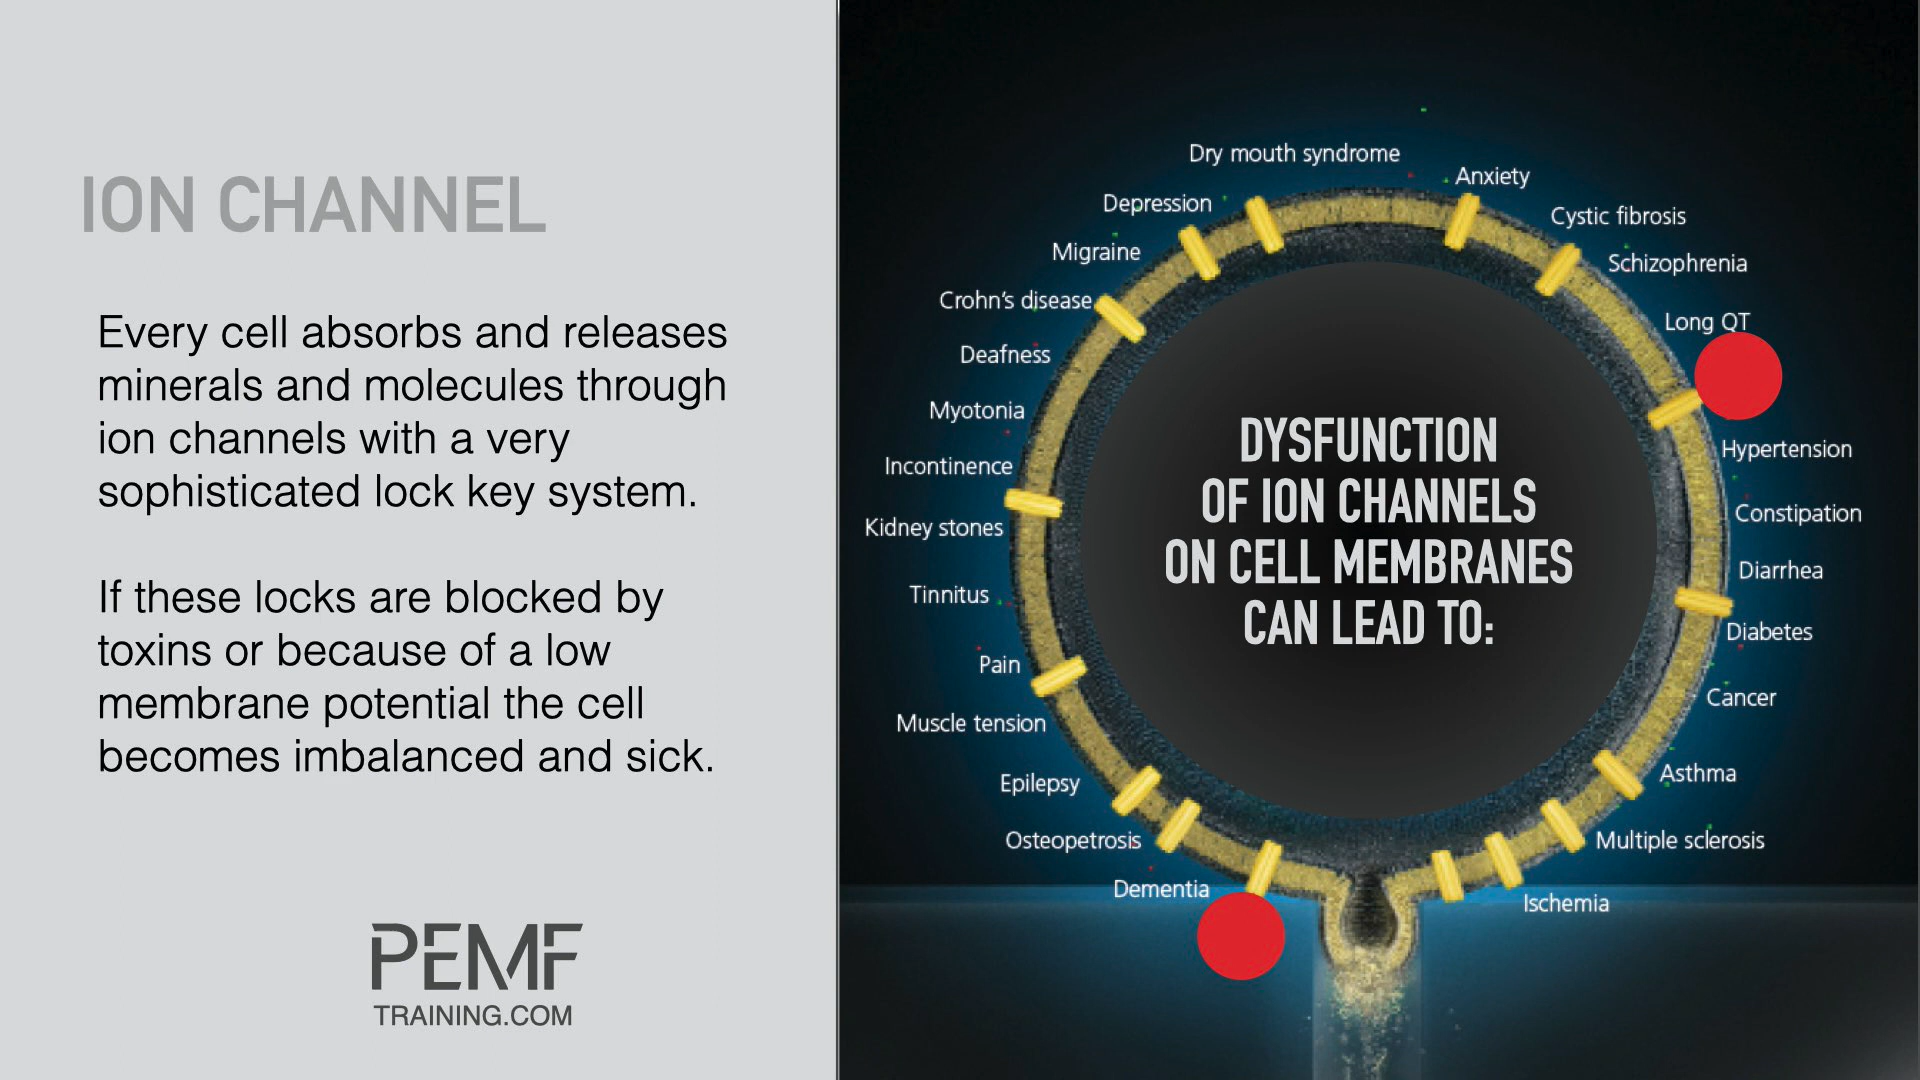 ION CHANNEL
Every cell absorbs and releases
minerals and molecules through
ion channels with a very
sophisticated lock key system.
If these locks are blocked by
toxins or because of a low
membrane potential the cell
becomes imbalanced and sick.
PEMF
TRAINING.COM
DYSFUNCTION
OF ION CHANNELS
ON CELL MEMBRANES
CAN LEAD TO:
Dry mouth syndrome
Anxiety
Cystic fibrosis
Schizophrenia
Long QT
Hypertension
Constipation
Diarrhea
Diabetes
Cancer
Asthma
Multiple sclerosis
Ischemia
Dementia
Osteopetrosis
Epilepsy
Muscle tension
Pain
Tinnitus
Kidney stones
Incontinence
Myotonia
Deafness
Crohn's disease
Migraine
Depression